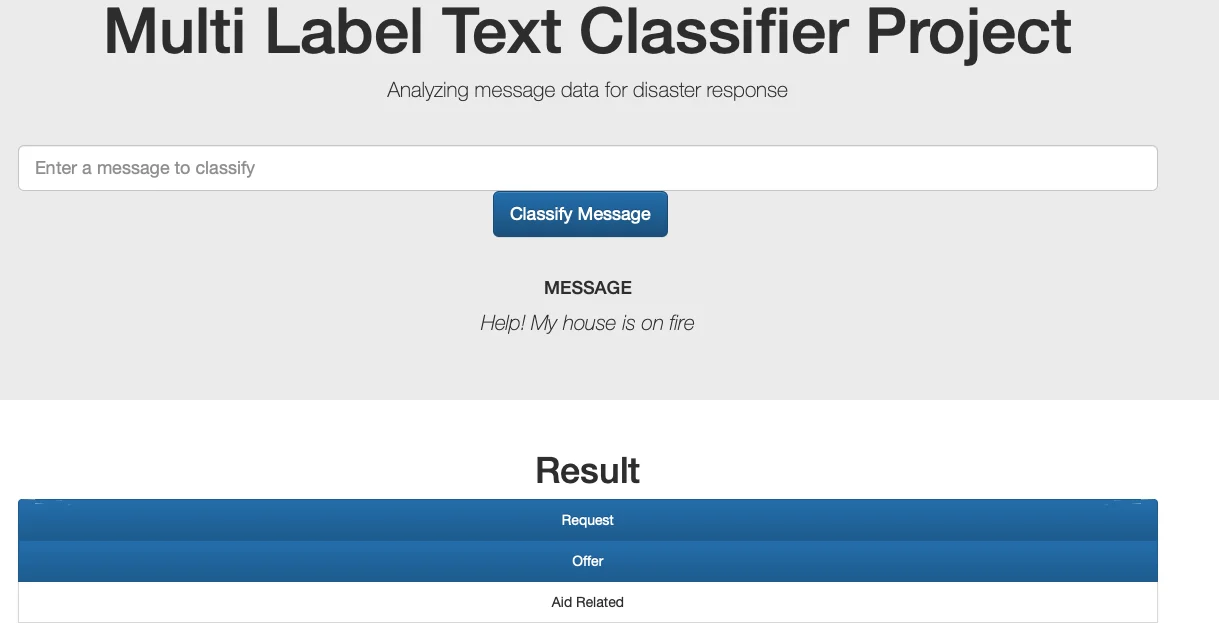 Multi Label Text Classifier Project
Analyzing message data for disaster response
Enter a message to classify
Classify Message
MESSAGE
Help! My house is on fire
Result
Request
Offer
Aid Related